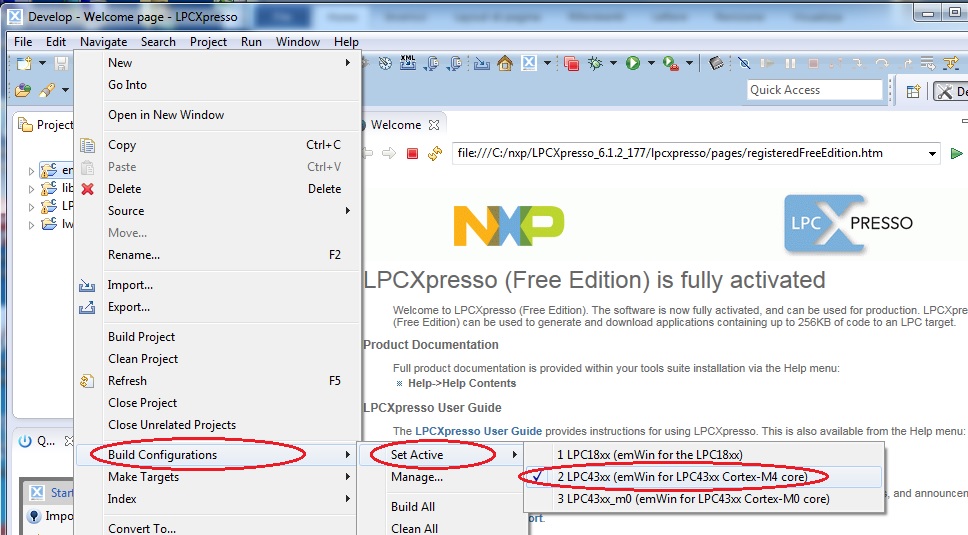 Develop - Welcome page - LPCXpresso
File Edit Navigate Search Project Run Window Help
Quick Access
De
Project
Welcome
file:///C:/nxp/LPCXpresso_6.1.2_177/lpcxpresso/pages/registeredFreeEdition.htm
en
lib
LP
lw
New
Go Into
Open in New Window
Copy Ctrl+C
Paste Ctrl+V
Delete Delete
Source
Move...
Rename... F2
Import...
Export...
Build Project
Clean Project
Refresh F5
Close Project
Close Unrelated Projects
Build Configurations
Make Targets
Index
Convert To...
Set Active
Manage...
Build All
Clean All
1 LPC18xx (emWin for the LPC18xx)
2 LPC43xx (emWin for LPC43xx Cortex-M4 core)
3 LPC43xx_m0 (emWin for LPC43xx Cortex-M0 core)
NXP
LPCXPRESSO
LPCXpresso (Free Edition) is fully activated
Welcome to LPCXpresso (Free Edition). The software is now fully activated, and can be used for production. LPCXpre
(Free Edition) can be used to generate and download applications containing up to 256KB of code to an LPC target.
Product Documentation
Full product documentation is provided within your tools suite installation via the Help menu:
Help->Help Contents
LPCXpresso User Guide
The LPCXpresso User Guide provides instructions for using LPCXpresso. This is also available from the Help menu:
s, and announcemen
ort.
Q...
Start
Impo